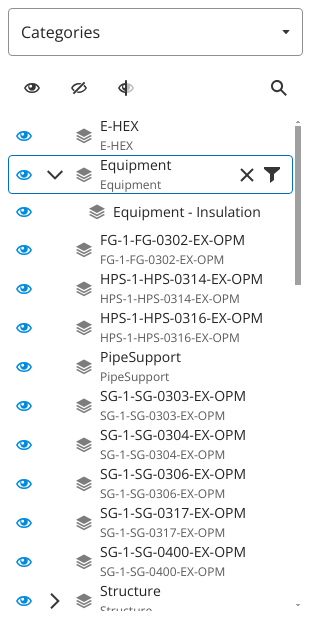 Categories
E-HEX
E-HEX
Equipment
Equipment
Equipment - Insulation
FG-1-FG-0302-EX-OPM
FG-1-FG-0302-EX-OPM
HPS-1-HPS-0314-EX-OPM
HPS-1-HPS-0314-EX-OPM
HPS-1-HPS-0316-EX-OPM
HPS-1-HPS-0316-EX-OPM
PipeSupport
PipeSupport
SG-1-SG-0303-EX-OPM
SG-1-SG-0303-EX-OPM
SG-1-SG-0304-EX-OPM
SG-1-SG-0304-EX-OPM
SG-1-SG-0306-EX-OPM
SG-1-SG-0306-EX-OPM
SG-1-SG-0317-EX-OPM
SG-1-SG-0317-EX-OPM
SG-1-SG-0400-EX-OPM
SG-1-SG-0400-EX-OPM
Structure
Structure